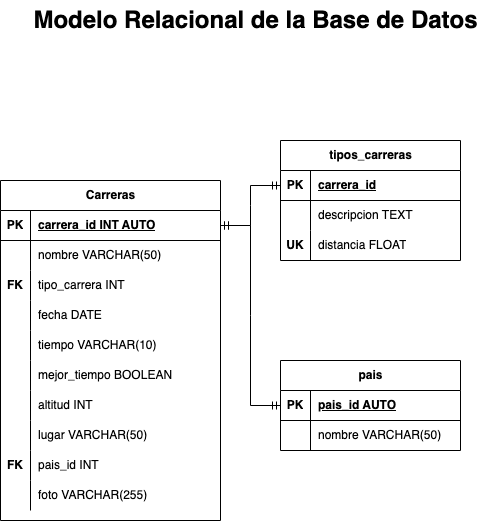 Modelo Relacional de la Base de Datos
Carreras
PK carrera_id INT AUTO
nombre VARCHAR(50)
FK tipo_carrera INT
fecha DATE
tiempo VARCHAR(10)
mejor_tiempo BOOLEAN
altitud INT
lugar VARCHAR(50)
FK pais_id INT
foto VARCHAR(255)
tipos_carreras
PK carrera_id
descripcion TEXT
UK distancia FLOAT
pais
PK pais_id AUTO
nombre VARCHAR(50)